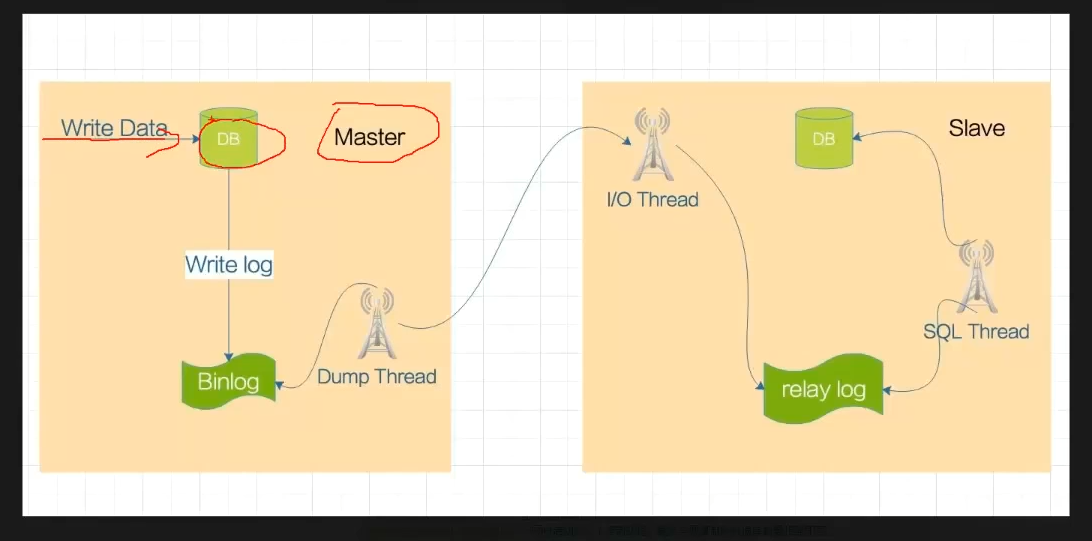 Write Data
DB
Master
Write log
Binlog
Dump Thread
I/O Thread
DB
Slave
SQL Thread
relay log